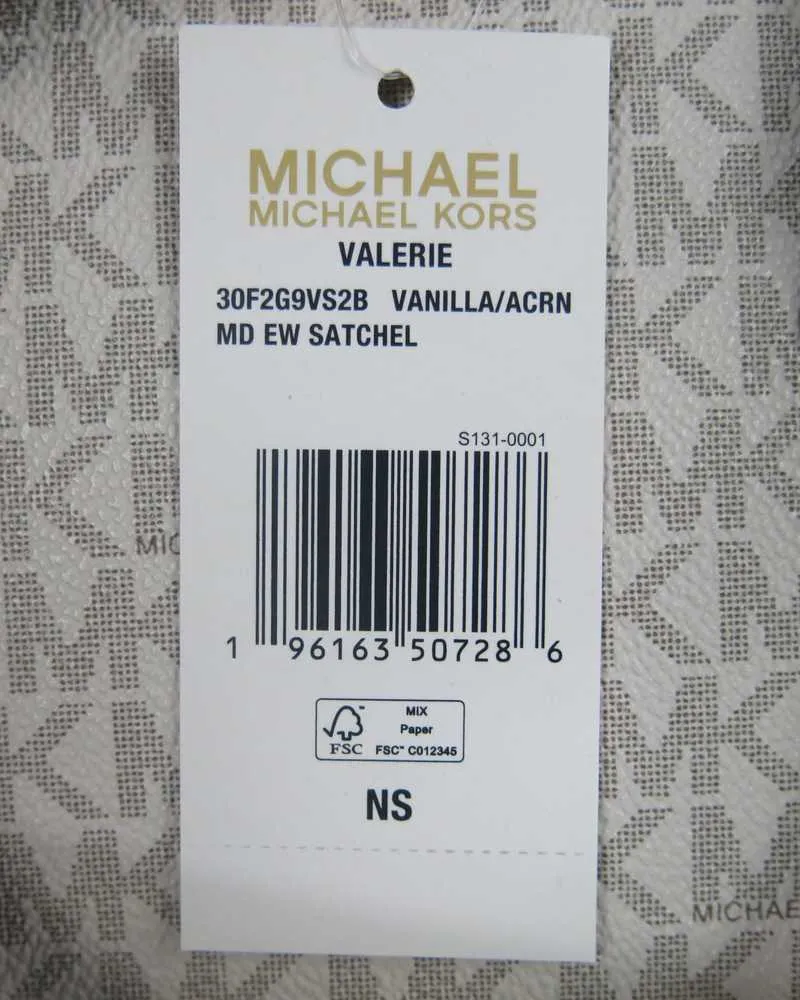 MICHAEL
MICHAEL KORS
VALERIE
30F2G9VS2B VANILLA/ACRN
MD EW SATCHEL
S131-0001
1 96163 50728 6
MIX
Paper
FSC
FSC™ C012345
NS
MIC
MICHAE